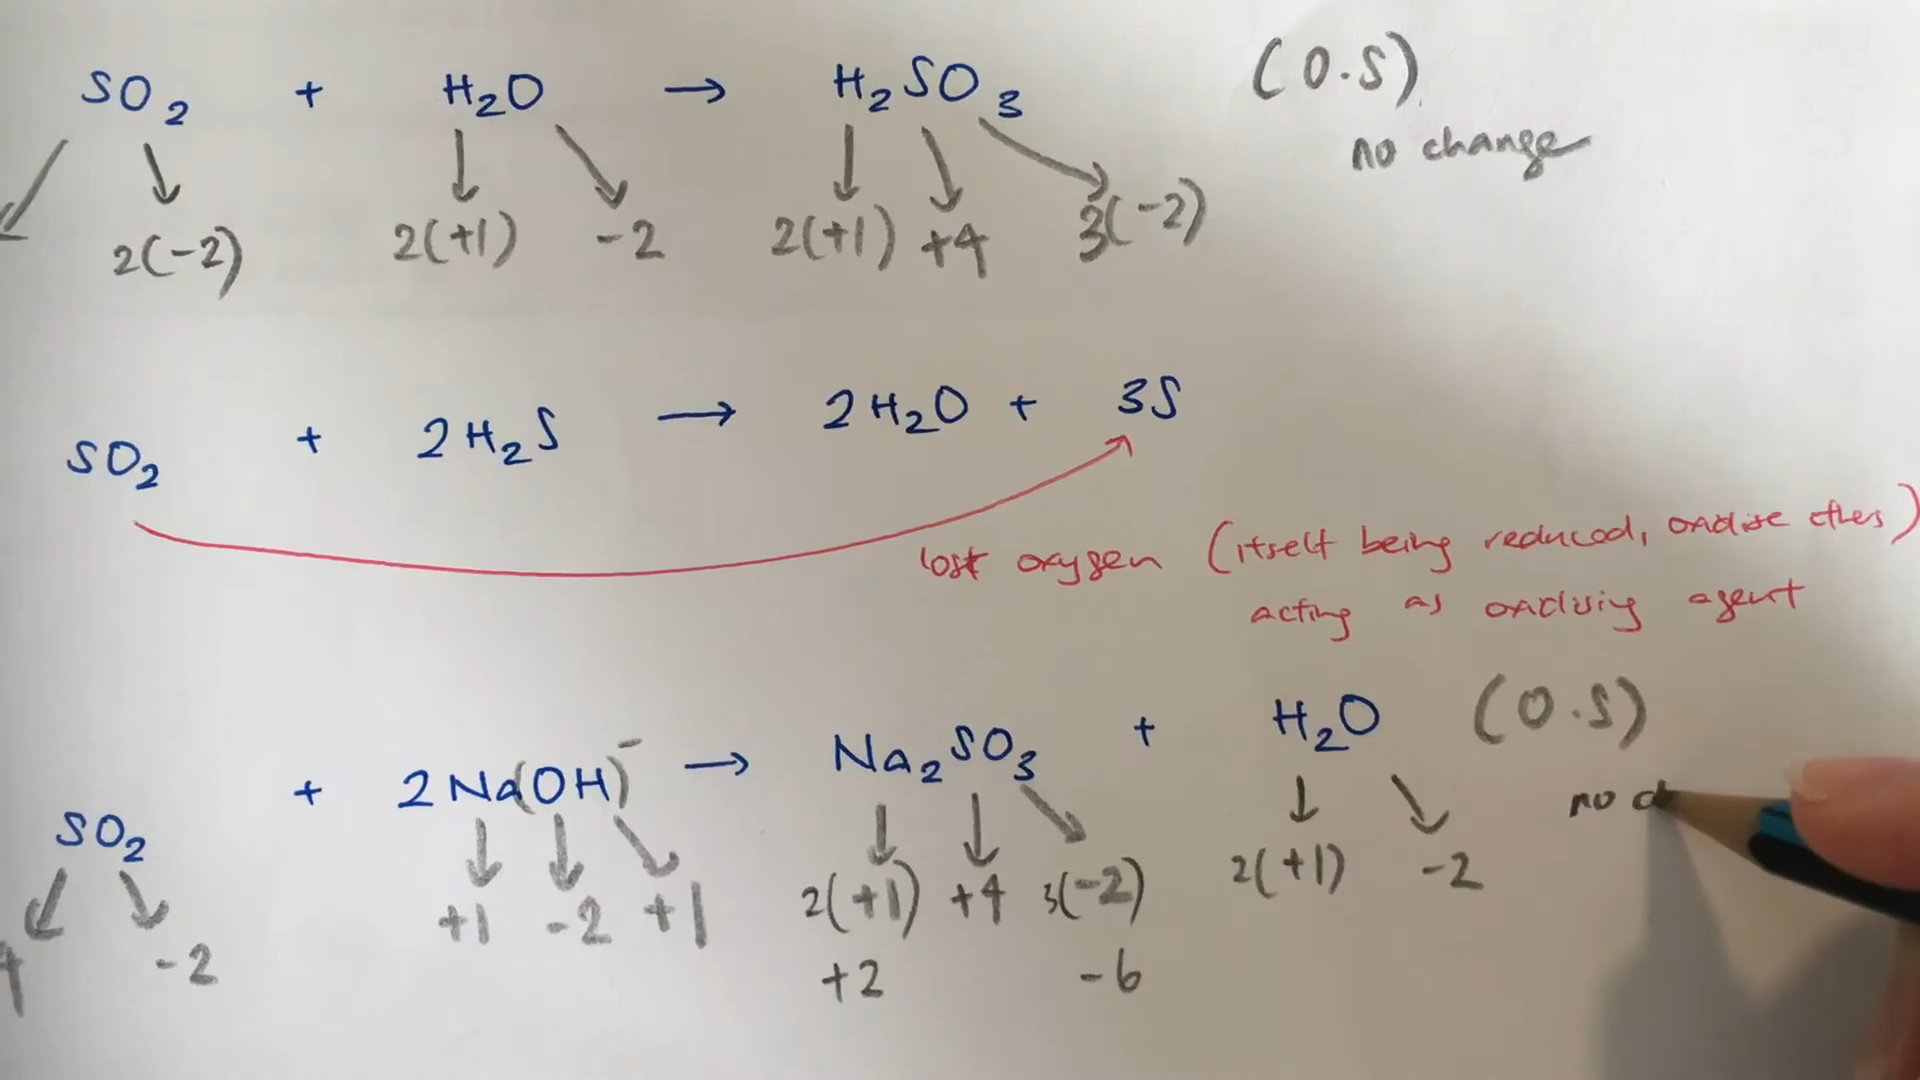 SO₂ + H₂O → H₂SO₃ (O.S)
no change
2(-2) 2(+1) -2 2(+1) +4 3(-2)
SO₂ + 2H₂S → 2H₂O + 3S
lost oxygen (itself being reduced, oxidise others)
acting as oxidising agent
SO₂ + 2Na(OH)⁻ → Na₂SO₃ + H₂O (O.S)
no c
4 -2 +1 -2 +1 2(+1) +4 3(-2) 2(+1) -2
+2 -6